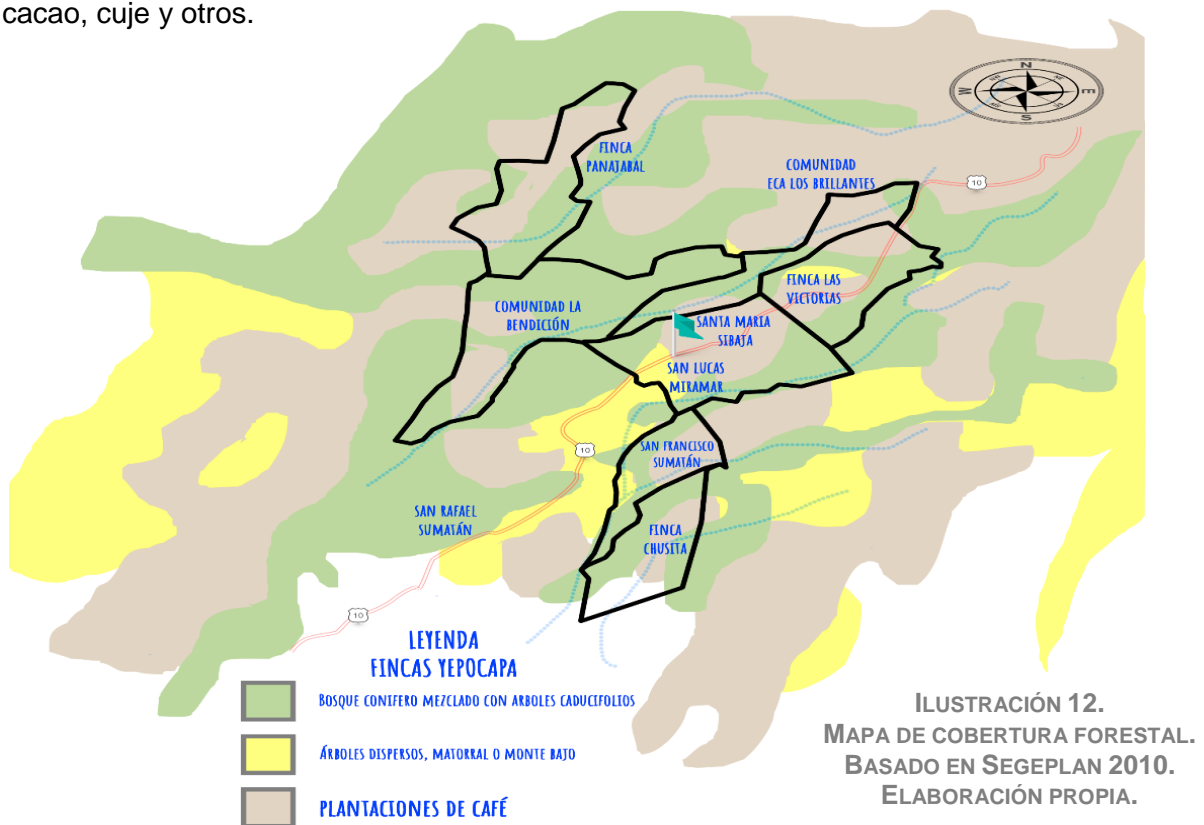 cacao, cuje y otros.
N
W
E
S
FINCA
PANAJABAL
COMUNIDAD
ECA LOS BRILLANTES
10
FINCA LAS
VICTORIAS
COMUNIDAD LA
BENDICIÓN
SANTA MARIA
SIBAJA
SAN LUCAS
MIRAMAR
10
SAN FRANCISCO
SUMATÁN
SAN RAFAEL
SUMATÁN
FINCA
CHUSITA
10
LEYENDA
FINCAS YEPOCAPA
BOSQUE CONIFERO MEZCLADO CON ARBOLES CADUCIFOLIOS
ÁRBOLES DISPERSOS, MATORRAL O MONTE BAJO
PLANTACIONES DE CAFÉ
ILUSTRACIÓN 12.
MAPA DE COBERTURA FORESTAL.
BASADO EN SEGEPLAN 2010.
ELABORACIÓN PROPIA.